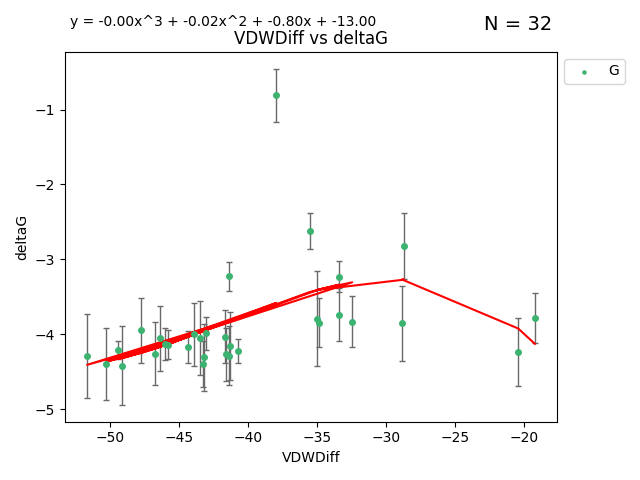 y = -0.00x^3 + -0.02x^2 + -0.80x + -13.00
N = 32
VDWDiff vs deltaG
G
−1
−2
−3
−4
−5
deltaG
−50 −45 −40 −35 −30 −25 −20
VDWDiff